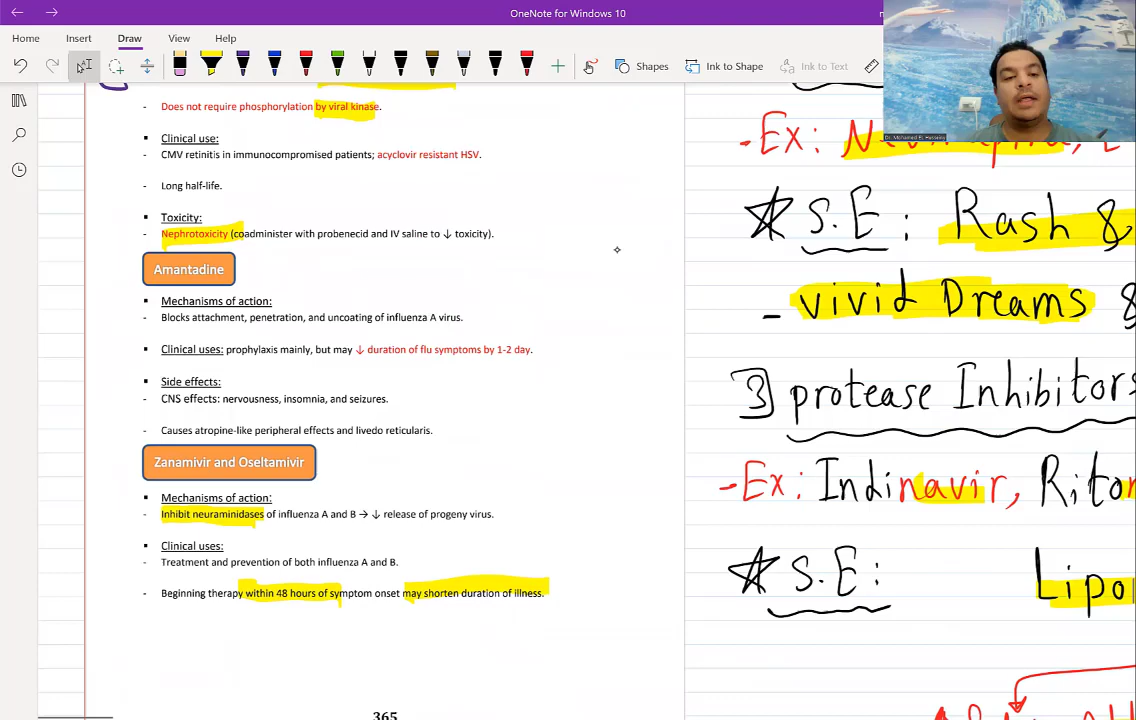 OneNote for Windows 10
Home Insert Draw View Help
Shapes Ink to Shape Ink to Text
Dr. Mohamed EL Husseiny
- Does not require phosphorylation by viral kinase.
▪ Clinical use:
- CMV retinitis in immunocompromised patients; acyclovir resistant HSV.
- Long half-life.
▪ Toxicity:
- Nephrotoxicity (coadminister with probenecid and IV saline to ↓ toxicity).
Amantadine
▪ Mechanisms of action:
- Blocks attachment, penetration, and uncoating of influenza A virus.
▪ Clinical uses: prophylaxis mainly, but may ↓ duration of flu symptoms by 1-2 day.
▪ Side effects:
- CNS effects: nervousness, insomnia, and seizures.
- Causes atropine-like peripheral effects and livedo reticularis.
Zanamivir and Oseltamivir
▪ Mechanisms of action:
- Inhibit neuraminidases of influenza A and B → ↓ release of progeny virus.
▪ Clinical uses:
- Treatment and prevention of both influenza A and B.
- Beginning therapy within 48 hours of symptom onset may shorten duration of illness.
365
-Ex:
S.E: Rash &
- vivid Dreams &
3 protease Inhibitors
-Ex: Indinavir, Rito
S.E: Lipo